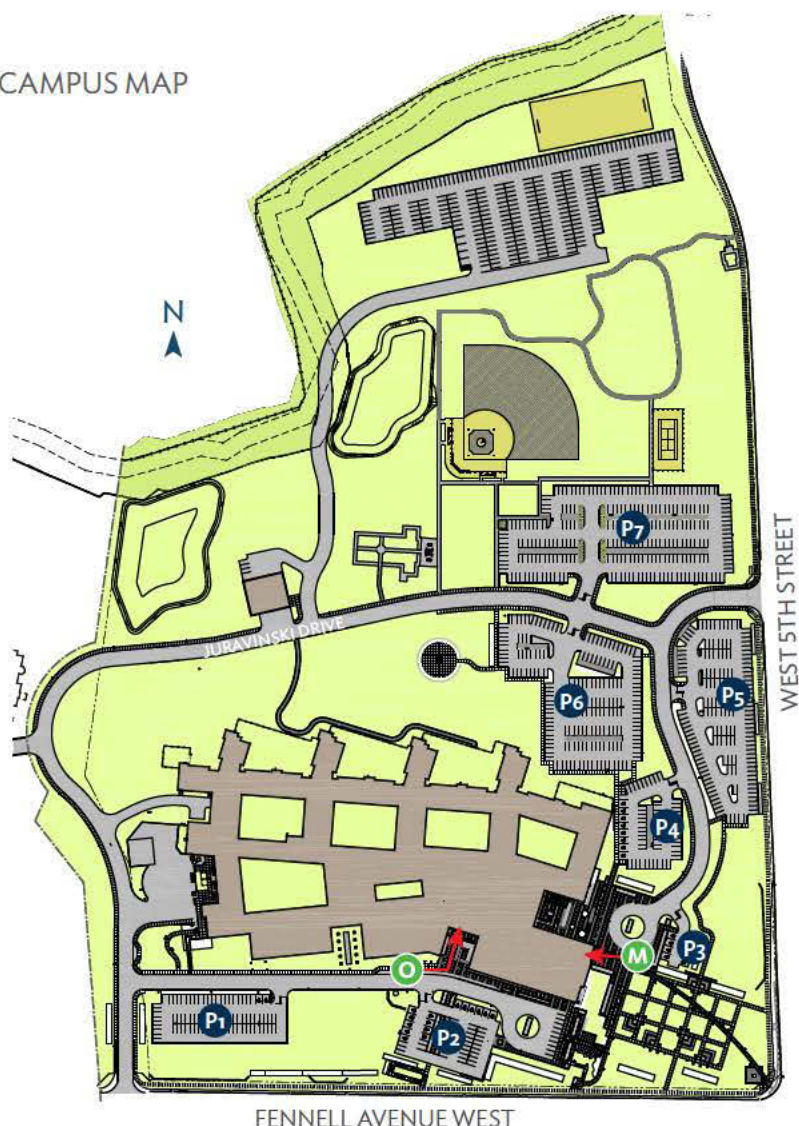 CAMPUS MAP
N
P7
WEST 5TH STREET
JURAVINSKI DRIVE
P6
P5
P4
P3
M
O
P1
P2
FENNELL AVENUE WEST